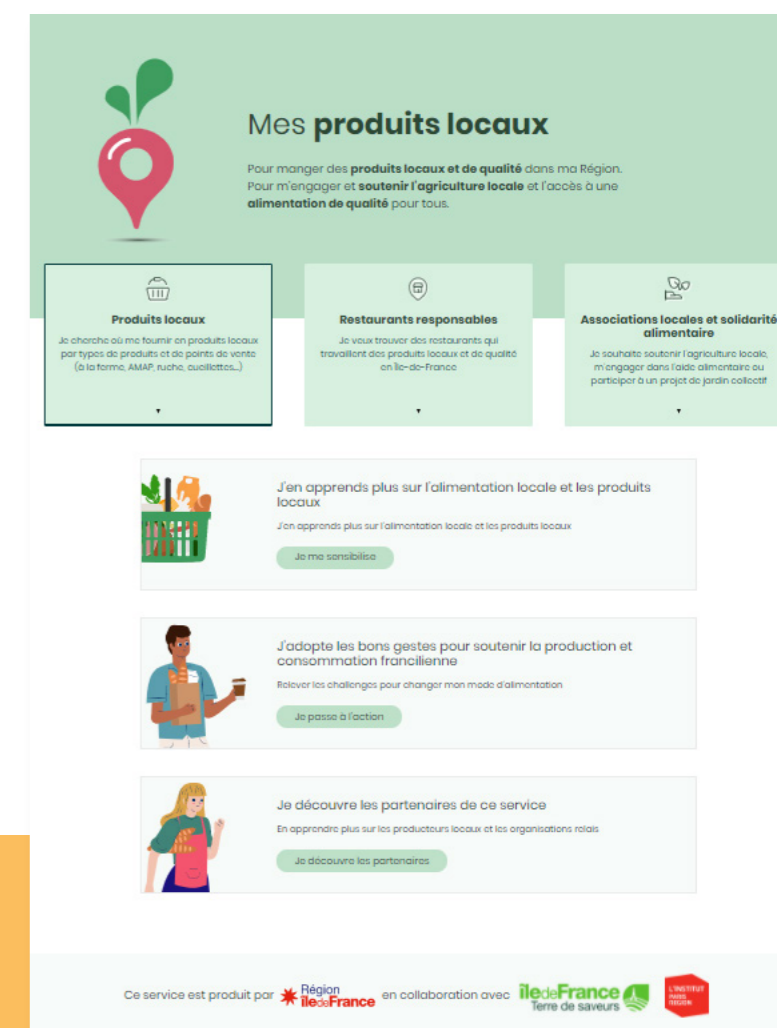 Mes produits locaux
Pour manger des produits locaux et de qualité dans ma Région.
Pour m'engager et soutenir l'agriculture locale et l'accès à une
alimentation de qualité pour tous.
Produits locaux
Je cherche où me fournir en produits locaux
par types de produits et de points de vente
(à la ferme, AMAP, ruche, cueillettes...)
Restaurants responsables
Je veux trouver des restaurants qui
travaillent des produits locaux et de qualité
en Île-de-France
Associations locales et solidarité
alimentaire
Je souhaite soutenir l'agriculture locale,
m'engager dans l'aide alimentaire ou
participer à un projet de jardin collectif
J'en apprends plus sur l'alimentation locale et les produits
locaux
J'en apprends plus sur l'alimentation locale et les produits locaux
Je me sensibilise
J'adopte les bons gestes pour soutenir la production et
consommation francilienne
Relever les challenges pour changer mon mode d'alimentation
Je passe à l'action
Je découvre les partenaires de ce service
En apprendre plus sur les producteurs locaux et les organisations relais
Je découvre les partenaires
Ce service est produit par Région îledeFrance en collaboration avec îledeFrance Terre de saveurs L'INSTITUT PARIS REGION